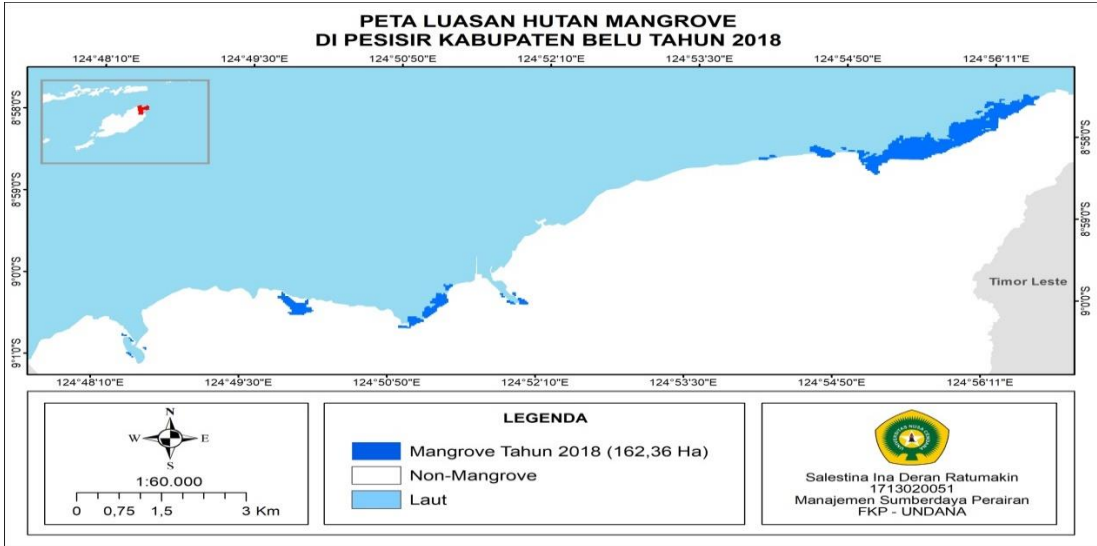 PETA LUASAN HUTAN MANGROVE
DI PESISIR KABUPATEN BELU TAHUN 2018
124°48'10"E 124°49'30"E 124°50'50"E 124°52'10"E 124°53'30"E 124°54'50"E 124°56'11"E
8°58'0"S
8°59'0"S
9°0'0"S
9°1'0"S
8°58'0"S
8°59'0"S
9°0'0"S
Timor Leste
124°48'10"E 124°49'30"E 124°50'50"E 124°52'10"E 124°53'30"E 124°54'50"E 124°56'11"E
N
W E
S
1:60.000
0 0,75 1,5 3 Km
LEGENDA
Mangrove Tahun 2018 (162,36 Ha)
Non-Mangrove
Laut
UNIVERSITAS NUSA CENDANA
Salestina Ina Deran Ratumakin
1713020051
Manajemen Sumberdaya Perairan
FKP - UNDANA